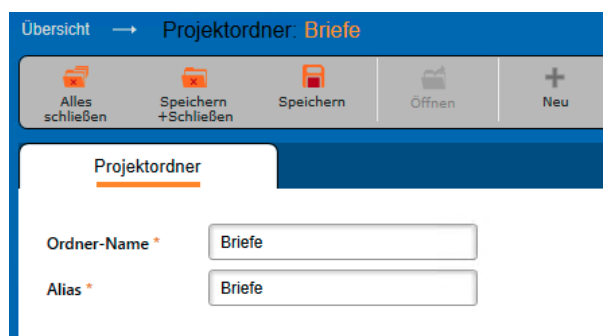 Übersicht → Projektordner: Briefe
Alles schließen
Speichern +Schließen
Speichern
Öffnen
Neu
Projektordner
Ordner-Name * Briefe
Alias * Briefe